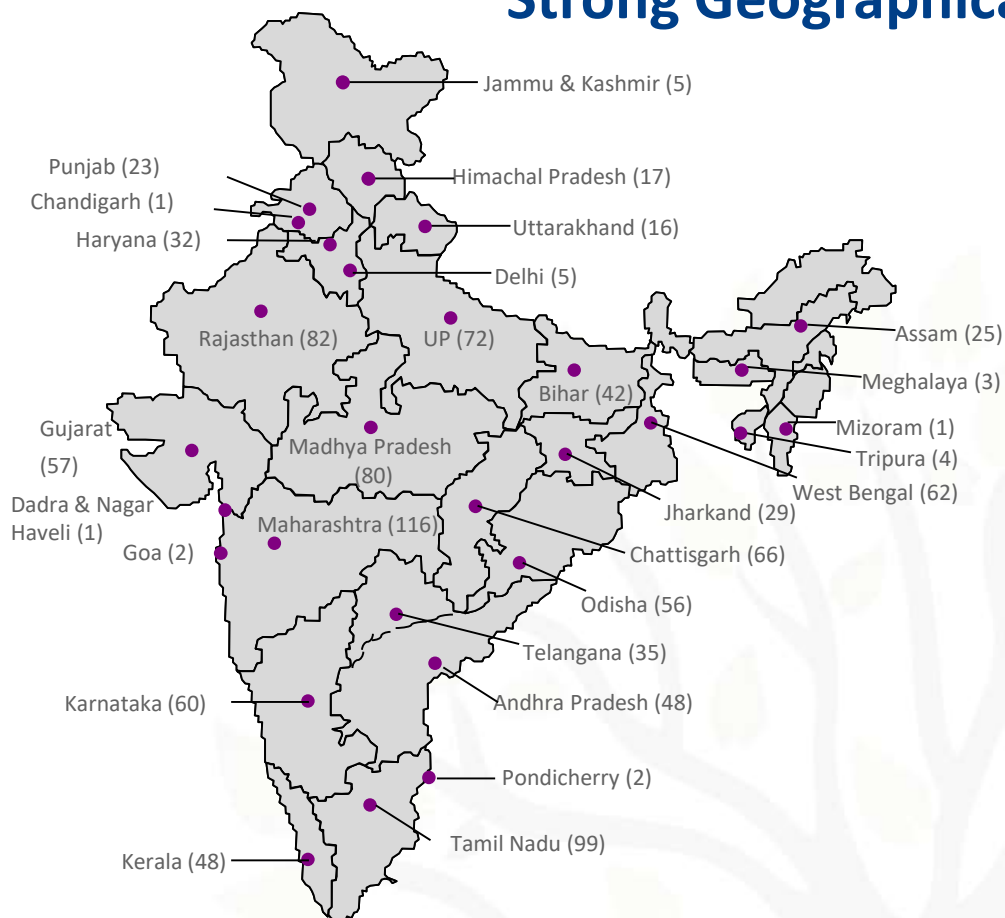 Strong Geographica
Jammu & Kashmir (5)
Punjab (23)
Himachal Pradesh (17)
Chandigarh (1)
Uttarakhand (16)
Haryana (32)
Delhi (5)
Rajasthan (82)
UP (72)
Assam (25)
Meghalaya (3)
Bihar (42)
Gujarat
(57)
Madhya Pradesh
(80)
Mizoram (1)
Tripura (4)
West Bengal (62)
Dadra & Nagar
Haveli (1)
Jharkand (29)
Maharashtra (116)
Goa (2)
Chattisgarh (66)
Odisha (56)
Telangana (35)
Karnataka (60)
Andhra Pradesh (48)
Pondicherry (2)
Tamil Nadu (99)
Kerala (48)